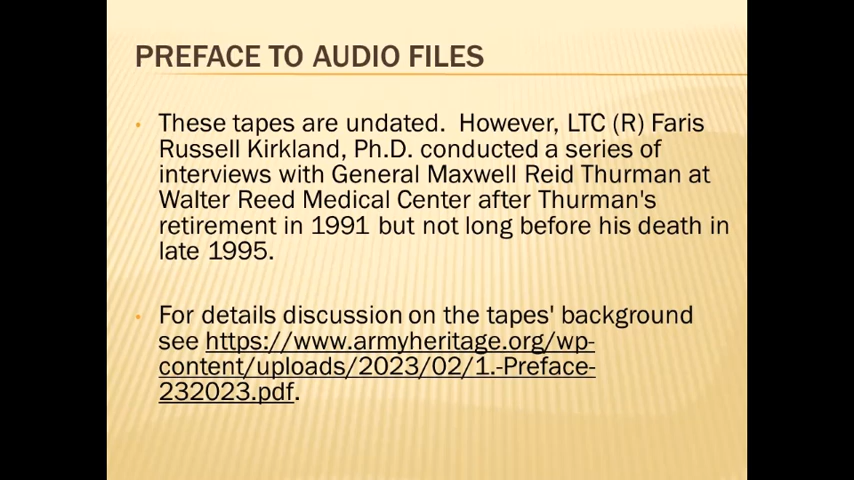 PREFACE TO AUDIO FILES
• These tapes are undated.  However, LTC (R) Faris
Russell Kirkland, Ph.D. conducted a series of
interviews with General Maxwell Reid Thurman at
Walter Reed Medical Center after Thurman's
retirement in 1991 but not long before his death in
late 1995.
• For details discussion on the tapes' background
see https://www.armyheritage.org/wp-
content/uploads/2023/02/1.-Preface-
232023.pdf.